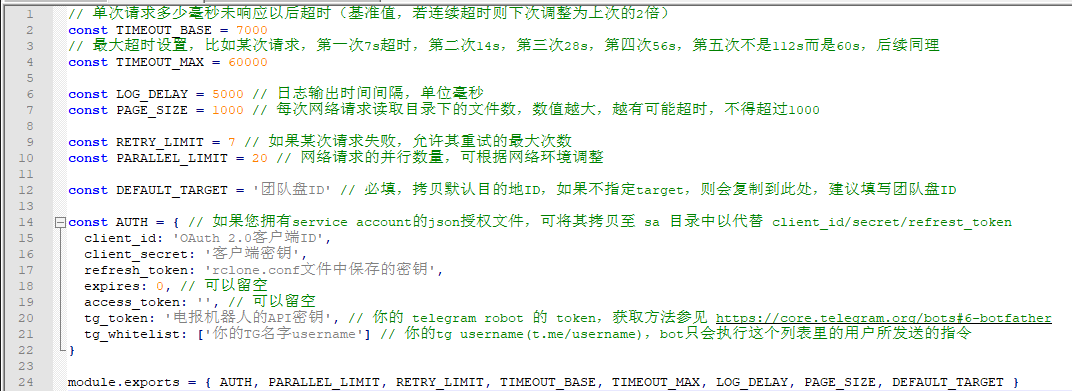 1 // 单次请求多少毫秒未响应以后超时（基准值，若连续超时则下次调整为上次的2倍）
2 const TIMEOUT_BASE = 7000
3 // 最大超时设置，比如某次请求，第一次7s超时，第二次14s，第三次28s，第四次56s，第五次不是112s而是60s，后续同理
4 const TIMEOUT_MAX = 60000
5
6 const LOG_DELAY = 5000 // 日志输出时间间隔，单位毫秒
7 const PAGE_SIZE = 1000 // 每次网络请求读取目录下的文件数，数值越大，越有可能超时，不得超过1000
8
9 const RETRY_LIMIT = 7 // 如果某次请求失败，允许其重试的最大次数
10 const PARALLEL_LIMIT = 20 // 网络请求的并行数量，可根据网络环境调整
11
12 const DEFAULT_TARGET = '团队盘ID' // 必填，拷贝默认目的地ID，如果不指定target，则会复制到此处，建议填写团队盘ID
13
14 const AUTH = { // 如果您拥有service account的json授权文件，可将其拷贝至 sa 目录中以代替 client_id/secret/refrest_token
15 client_id: 'OAuth 2.0客户端ID',
16 client_secret: '客户端密钥',
17 refresh_token: 'rclone.conf文件中保存的密钥',
18 expires: 0, // 可以留空
19 access_token: '', // 可以留空
20 tg_token: '电报机器人的API密钥', // 你的 telegram robot 的 token，获取方法参见 https://core.telegram.org/bots#6-botfather
21 tg_whitelist: ['你的TG名字username'] // 你的tg username(t.me/username)，bot只会执行这个列表里的用户所发送的指令
22 }
23
24 module.exports = { AUTH, PARALLEL_LIMIT, RETRY_LIMIT, TIMEOUT_BASE, TIMEOUT_MAX, LOG_DELAY, PAGE_SIZE, DEFAULT_TARGET }